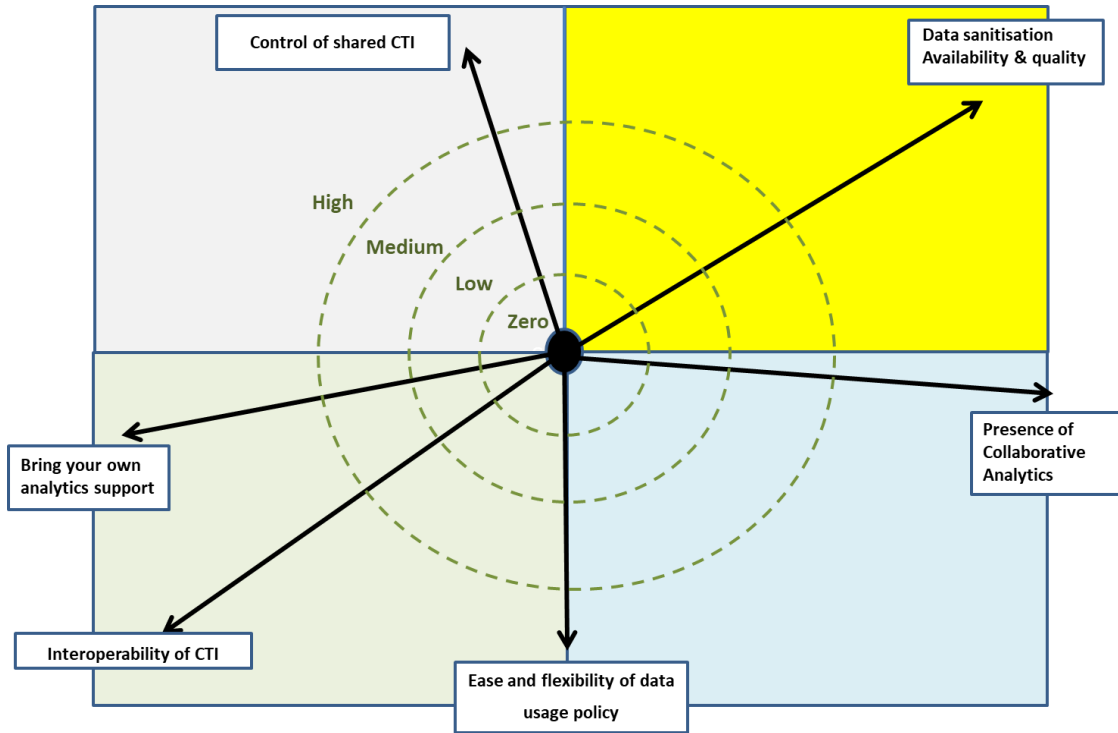 Control of shared CTI
Data sanitisation
Availability & quality
High
Medium
Low
Zero
Bring your own
analytics support
Presence of
Collaborative
Analytics
Interoperability of CTI
Ease and flexibility of data
usage policy